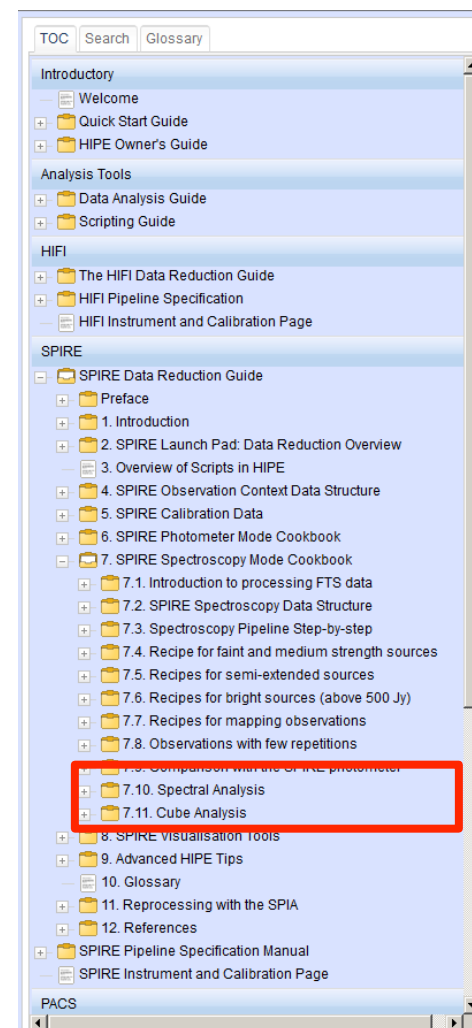 TOC Search Glossary
Introductory
Welcome
Quick Start Guide
HIPE Owner's Guide
Analysis Tools
Data Analysis Guide
Scripting Guide
HIFI
The HIFI Data Reduction Guide
HIFI Pipeline Specification
HIFI Instrument and Calibration Page
SPIRE
SPIRE Data Reduction Guide
Preface
1. Introduction
2. SPIRE Launch Pad: Data Reduction Overview
3. Overview of Scripts in HIPE
4. SPIRE Observation Context Data Structure
5. SPIRE Calibration Data
6. SPIRE Photometer Mode Cookbook
7. SPIRE Spectroscopy Mode Cookbook
7.1. Introduction to processing FTS data
7.2. SPIRE Spectroscopy Data Structure
7.3. Spectroscopy Pipeline Step-by-step
7.4. Recipe for faint and medium strength sources
7.5. Recipes for semi-extended sources
7.6. Recipes for bright sources (above 500 Jy)
7.7. Recipes for mapping observations
7.8. Observations with few repetitions
7.9. Comparison with the SPIRE photometer
7.10. Spectral Analysis
7.11. Cube Analysis
8. SPIRE Visualisation Tools
9. Advanced HIPE Tips
10. Glossary
11. Reprocessing with the SPIA
12. References
SPIRE Pipeline Specification Manual
SPIRE Instrument and Calibration Page
PACS